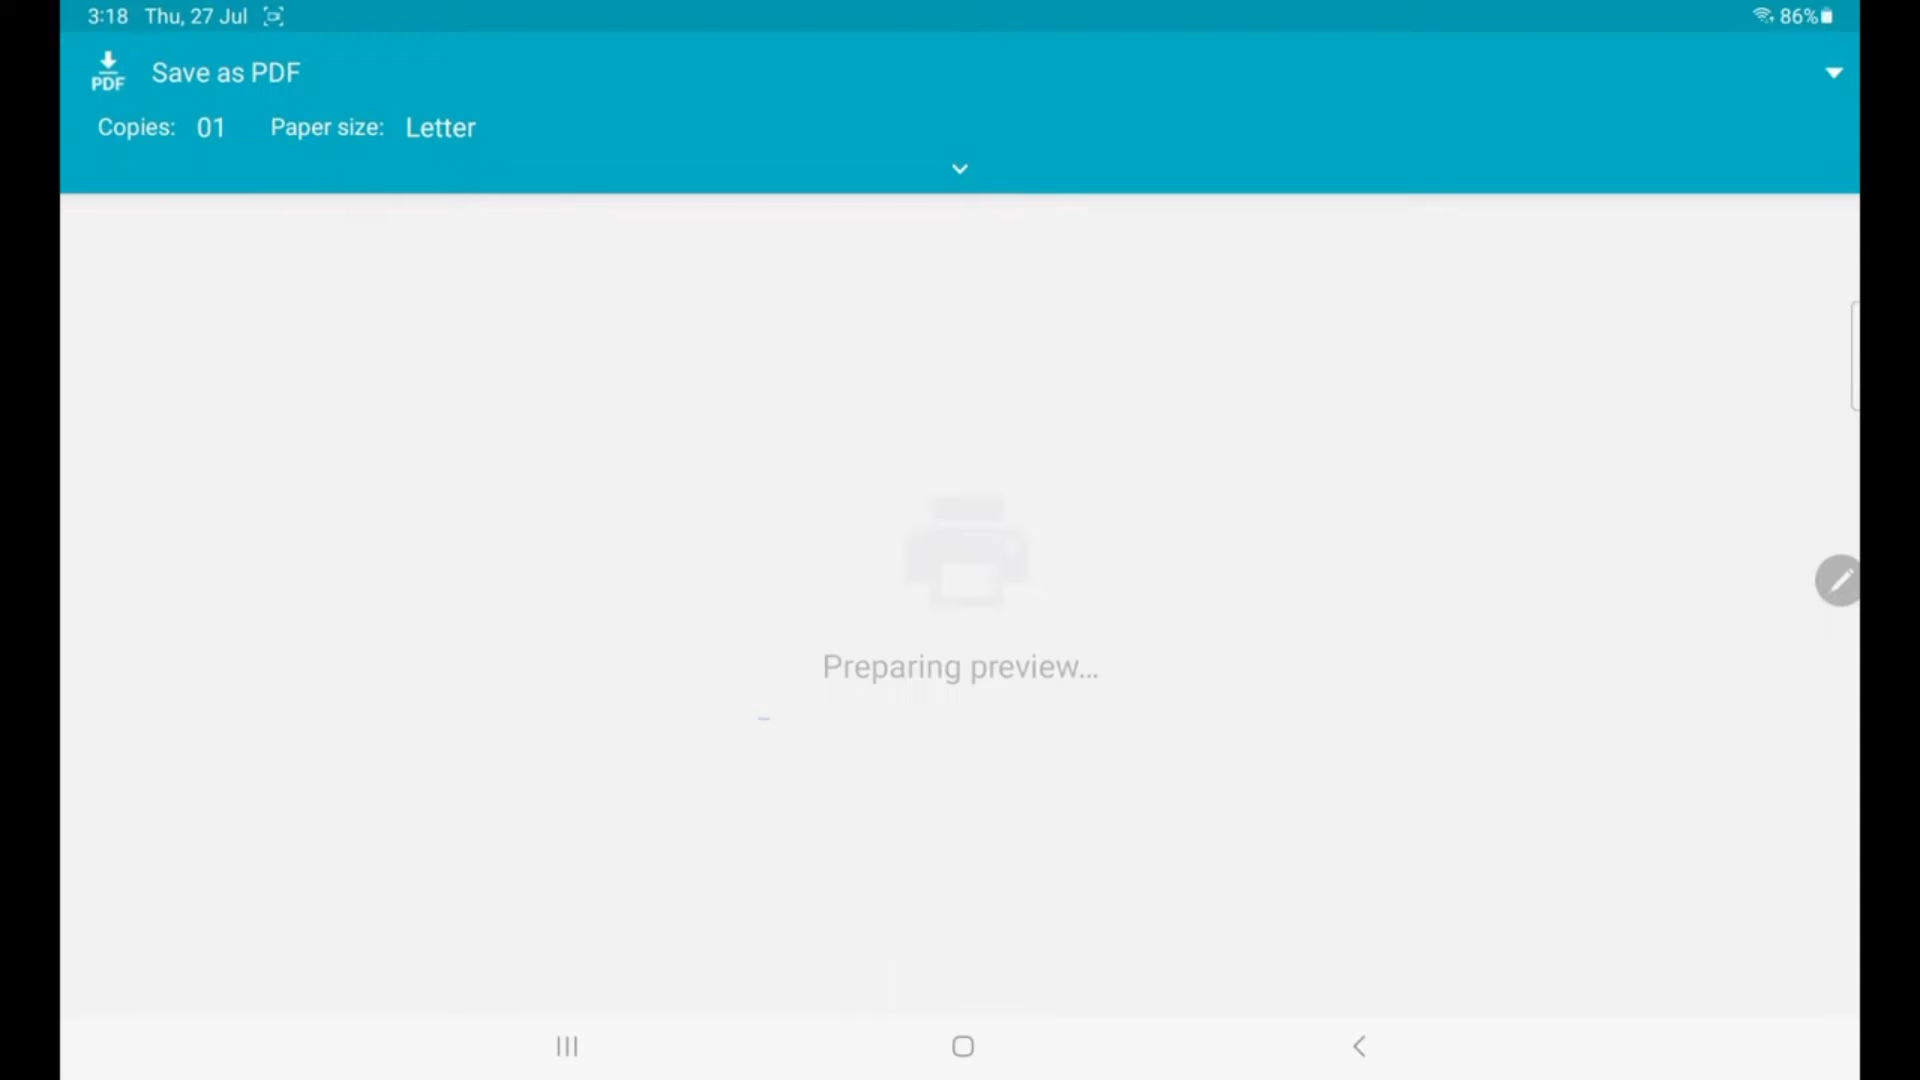 3:18 Thu, 27 Jul 86%
PDF Save as PDF
Copies: 01 Paper size: Letter
Preparing preview...